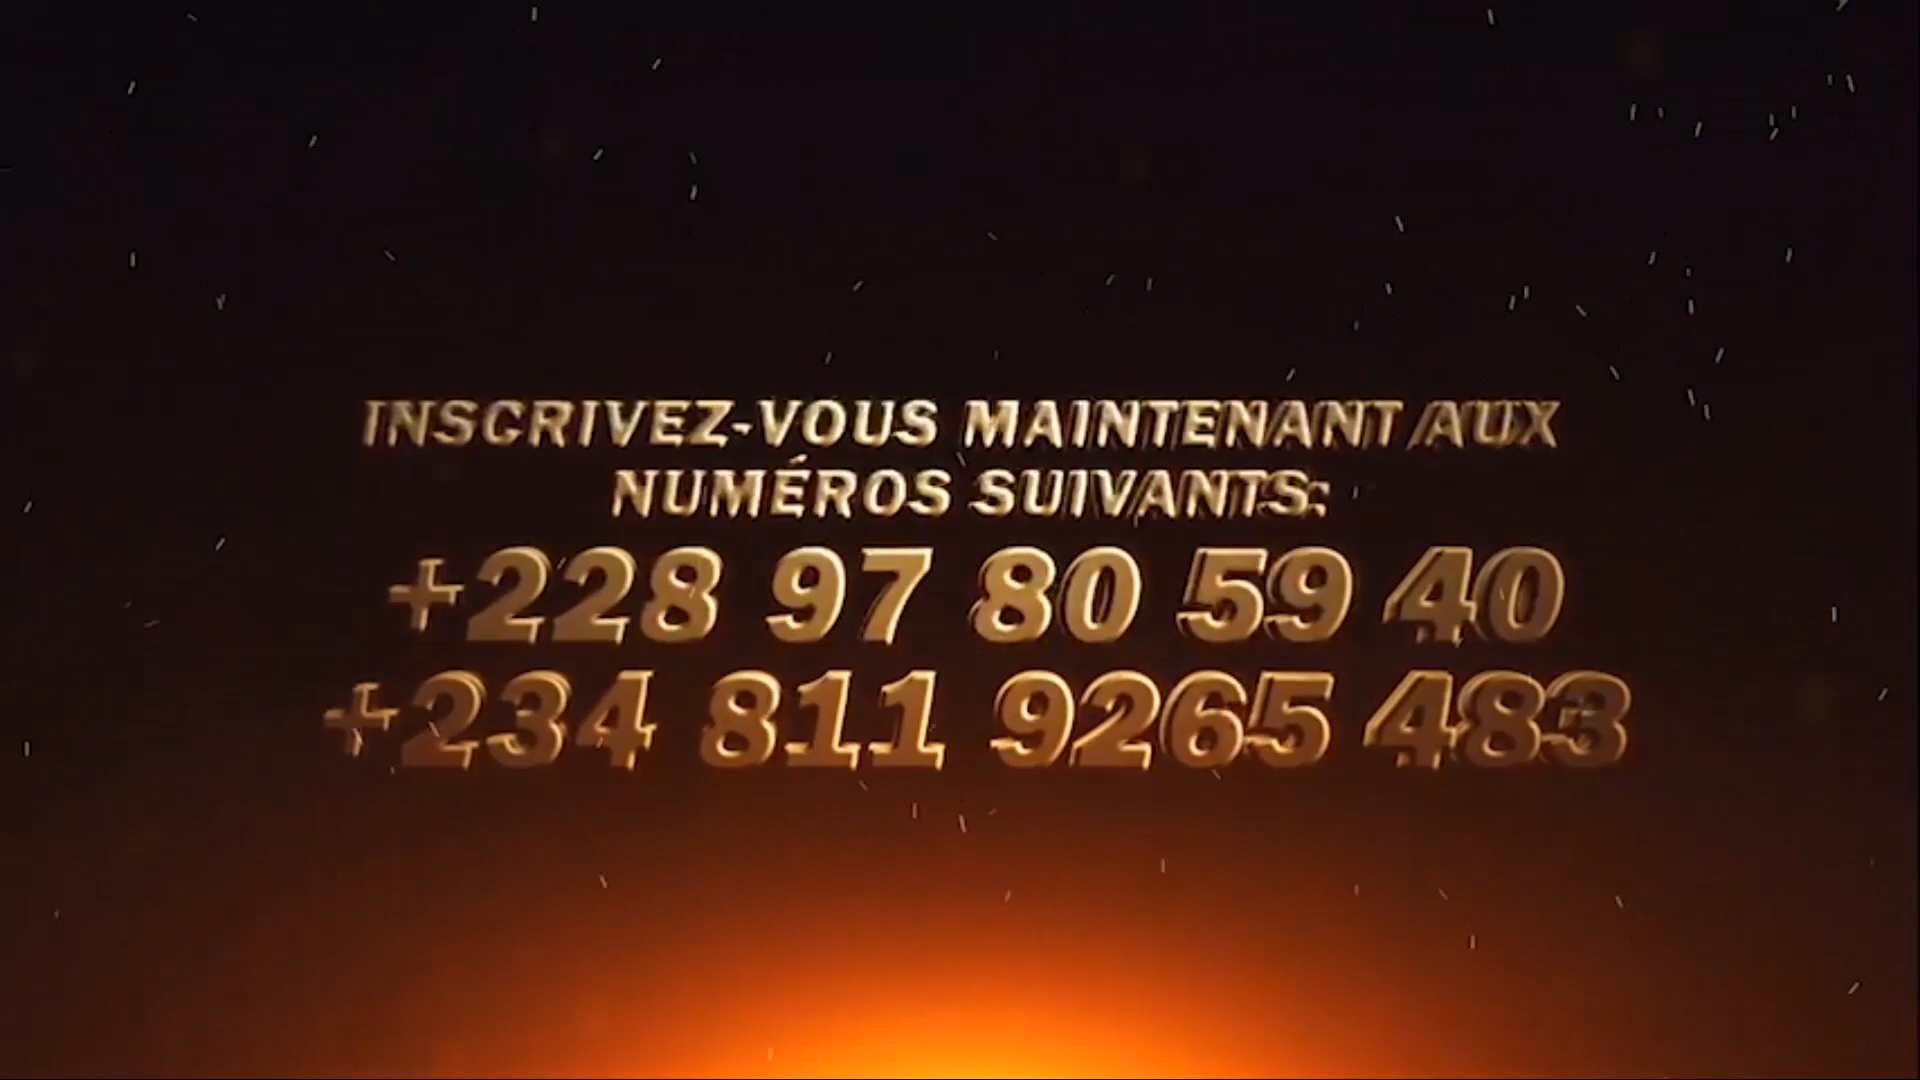 INSCRIVEZ-VOUS MAINTENANT AUX
NUMÉROS SUIVANTS:
+228 97 80 59 40
+234 811 9265 483